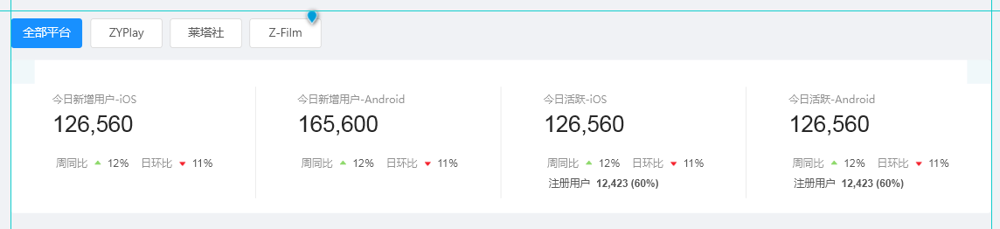 全部平台 ZYPlay 莱塔社 Z-Film
今日新增用户-iOS 今日新增用户-Android 今日活跃-iOS 今日活跃-Android
126,560 165,600 126,560 126,560
周同比 12% 日环比 11% 周同比 12% 日环比 11% 周同比 12% 日环比 11% 周同比 12% 日环比 11%
注册用户 12,423 (60%) 注册用户 12,423 (60%)